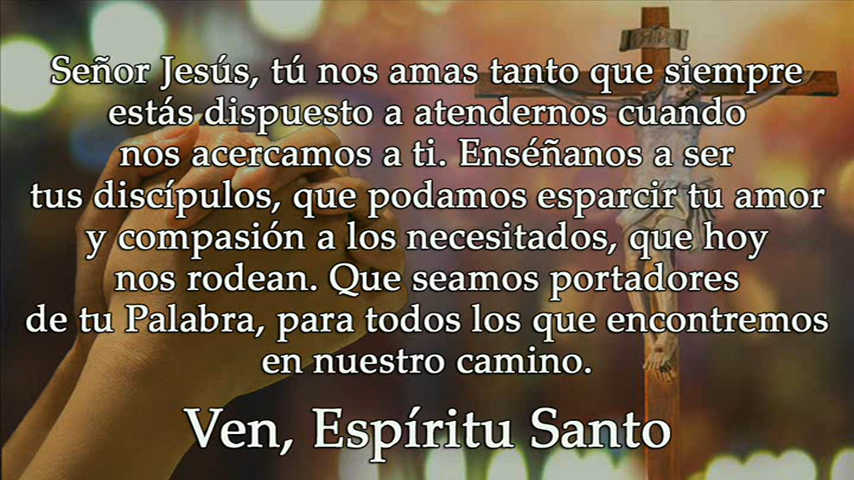 Señor Jesús, tú nos amas tanto que siempre
estás dispuesto a atendernos cuando
nos acercamos a ti. Enséñanos a ser
tus discípulos, que podamos esparcir tu amor
y compasión a los necesitados, que hoy
nos rodean. Que seamos portadores
de tu Palabra, para todos los que encontremos
en nuestro camino.
Ven, Espíritu Santo